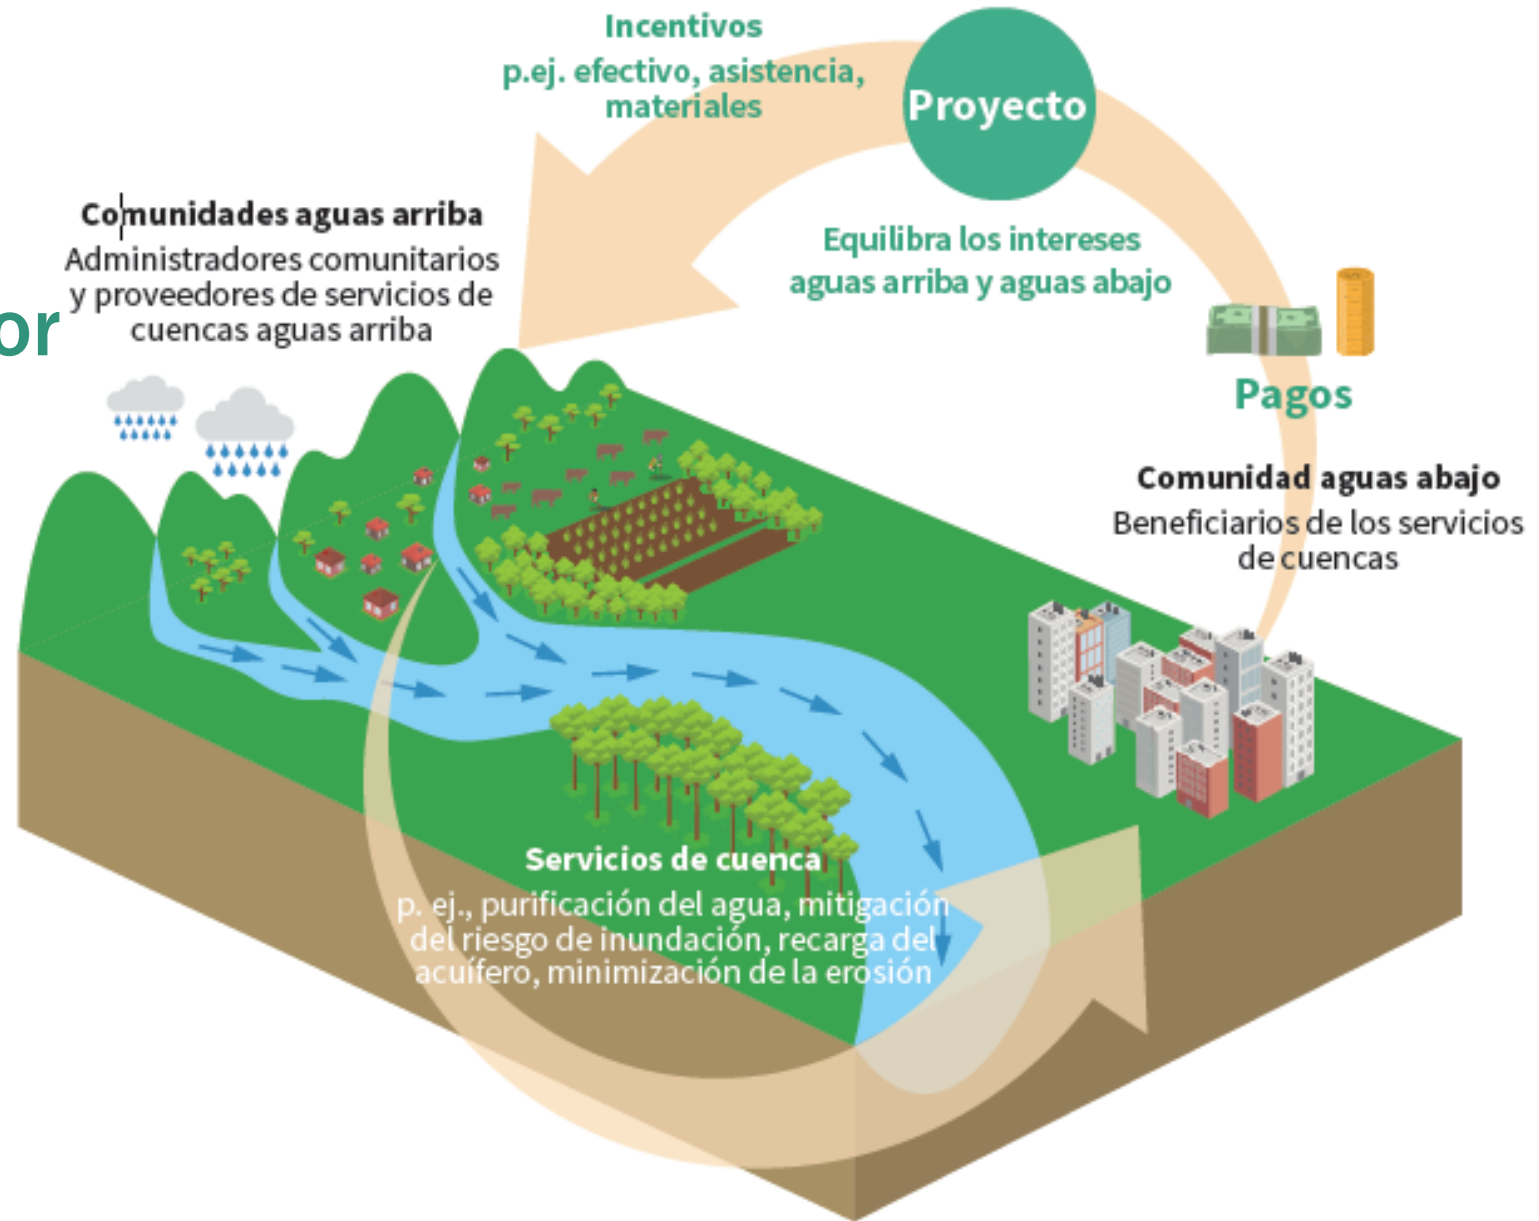 Incentivos
p.ej. efectivo, asistencia,
materiales
Proyecto
Comunidades aguas arriba
Administradores comunitarios
y proveedores de servicios de
cuencas aguas arriba
or
Equilibra los intereses
aguas arriba y aguas abajo
Pagos
Comunidad aguas abajo
Beneficiarios de los servicios
de cuencas
Servicios de cuenca
p. ej., purificación del agua, mitigación
del riesgo de inundación, recarga del
acuífero, minimización de la erosión